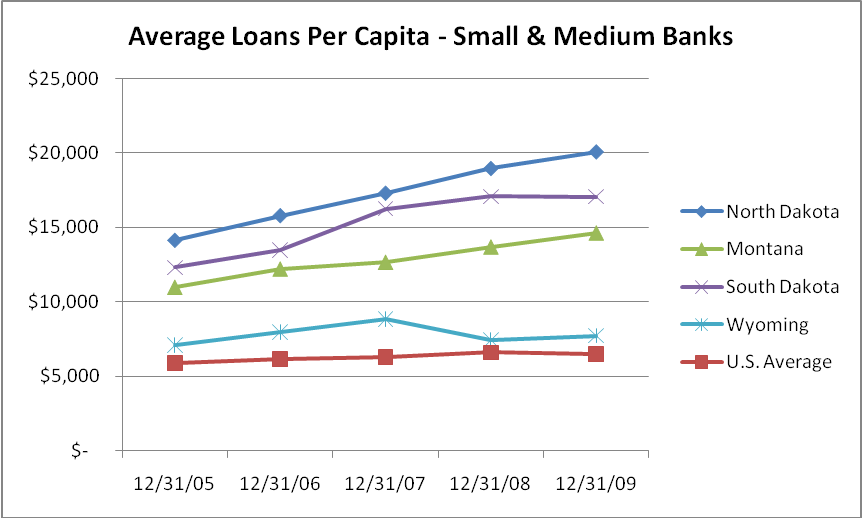 Average Loans Per Capita - Small & Medium Banks
$25,000
$20,000
$15,000
$10,000
$5,000
$-
12/31/05 12/31/06 12/31/07 12/31/08 12/31/09
North Dakota
Montana
South Dakota
Wyoming
U.S. Average